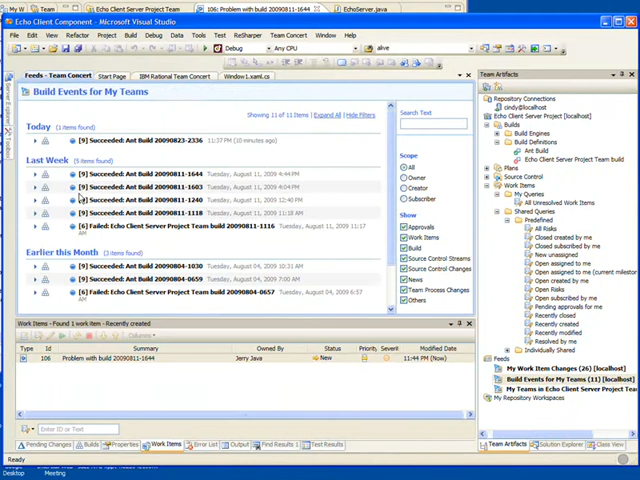 My W
Team
Echo Client Server Project Team
106: Problem with build 20090811-1644
EchoServer.java
Echo Client Component - Microsoft Visual Studio
File Edit View Refactor Project Build Debug Data Tools Test ReSharper Team Concert Window Help
Debug Any CPU
Feeds - Team Concert Start Page IBM Rational Team Concert Window1.xaml.cs
Server Explorer
Toolbox
Build Events for My Teams
Showing 11 of 11 Items | Expand All | Hide Filters
Today (1 items found)
[9] Succeeded: Ant Build 20090823-2336 11:37 PM (10 minutes ago)
Last Week (5 items found)
[9] Succeeded: Ant Build 20090811-1644 Tuesday, August 11, 2009 4:44 PM
[9] Succeeded: Ant Build 20090811-1603 Tuesday, August 11, 2009 4:04 PM
[9] Succeeded: Ant Build 20090811-1240 Tuesday, August 11, 2009 12:40 PM
[9] Succeeded: Ant Build 20090811-1118 Tuesday, August 11, 2009 11:18 AM
[6] Failed: Echo Client Server Project Team build 20090811-1116 Tuesday, August 11, 2009 11:17
AM
Earlier this Month (3 items found)
[9] Succeeded: Ant Build 20090804-1030 Tuesday, August 04, 2009 10:31 AM
[9] Succeeded: Ant Build 20090804-0659 Tuesday, August 04, 2009 7:00 AM
[6] Failed: Echo Client Server Project Team build 20090804-0657 Tuesday, August 04, 2009 6:57
AM
Search Text
Scope
All
Owner
Creator
Subscriber
Show
Approvals
Work Items
Build
Source Control Streams
Source Control Changes
News
Team Process Changes
Others
Team Artifacts
Repository Connections
cindy@localhost
Echo Client Server Project [localhost]
Builds
Build Engines
Build Definitions
Ant Build
Echo Client Server Project Team build
Plans
Source Control
Work Items
My Queries
All Unresolved Work Items
Shared Queries
Predefined
All Risks
Closed created by me
Closed subscribed by me
New unassigned
Open assigned to me
Open assigned to me (current milestone
Open created by me
Open Risks
Open subscribed by me
Planning items for me
Recently closed
Recently created
Recently modified
Resolved by me
Individually Shared
Feeds
My Work Item Changes (26) [localhost]
Build Events for My Teams (11) [localhost]
My Teams in Echo Client Server Project Team
My Repository Workspaces
Work Items - Found 1 work item - Recently created
Columns
Type Id Summary Owned By Status Priority Severi Modified Date
106 Problem with build 20090811-1644 Jerry Java New 11:44 PM (Now)
Enter ID or Text
Pending Changes Builds Properties Work Items Error List Output Find Results 1 Test Results
Team Artifacts Solution Explorer Class View
Ready
Desktop
Meeting